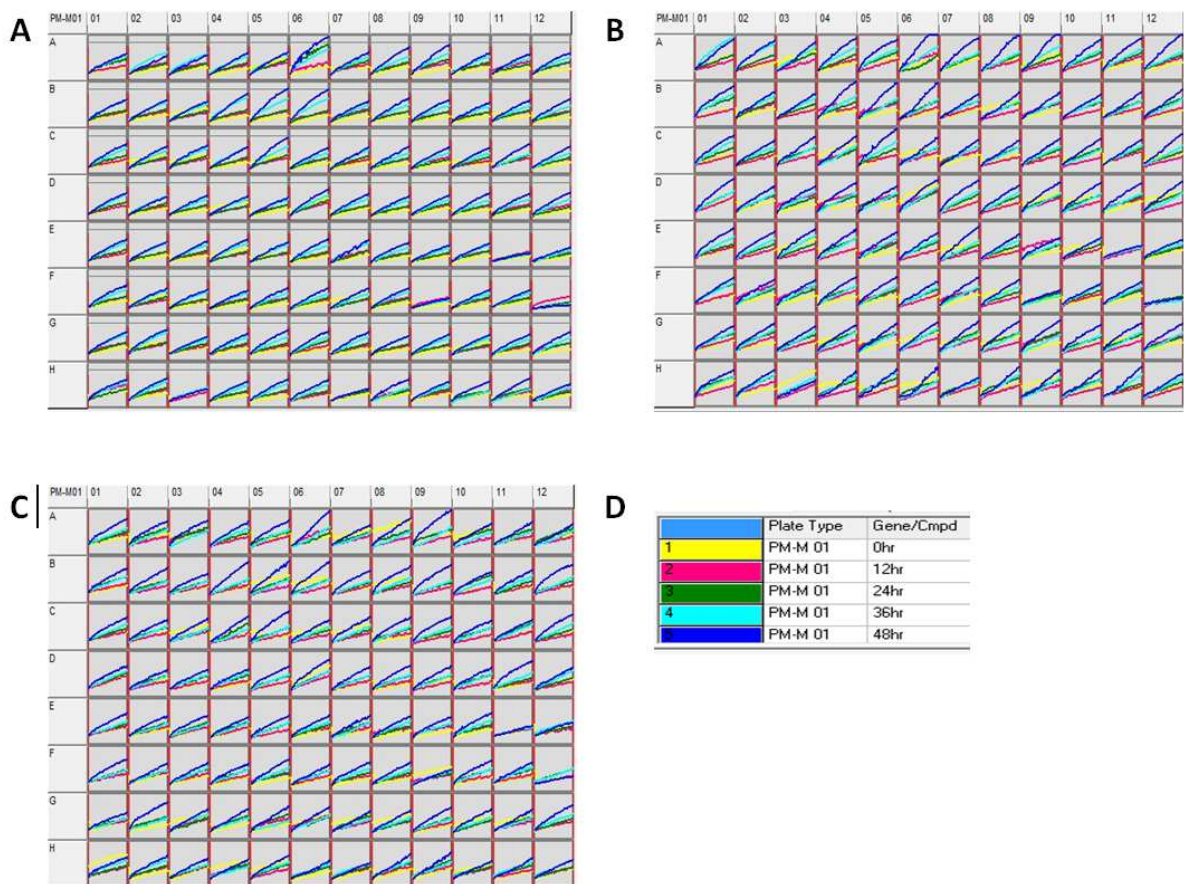 A
PM-M01 01 02 03 04 05 06 07 08 09 10 11 12
A
B
C
D
E
F
G
H
B
PM-M01 01 02 03 04 05 06 07 08 09 10 11 12
A
B
C
D
E
F
G
H
C
PM-M01 01 02 03 04 05 06 07 08 09 10 11 12
A
B
C
D
E
F
G
H
D
Plate Type Gene/Cmpd
1 PM-M 01 0hr
2 PM-M 01 12hr
3 PM-M 01 24hr
4 PM-M 01 36hr
5 PM-M 01 48hr